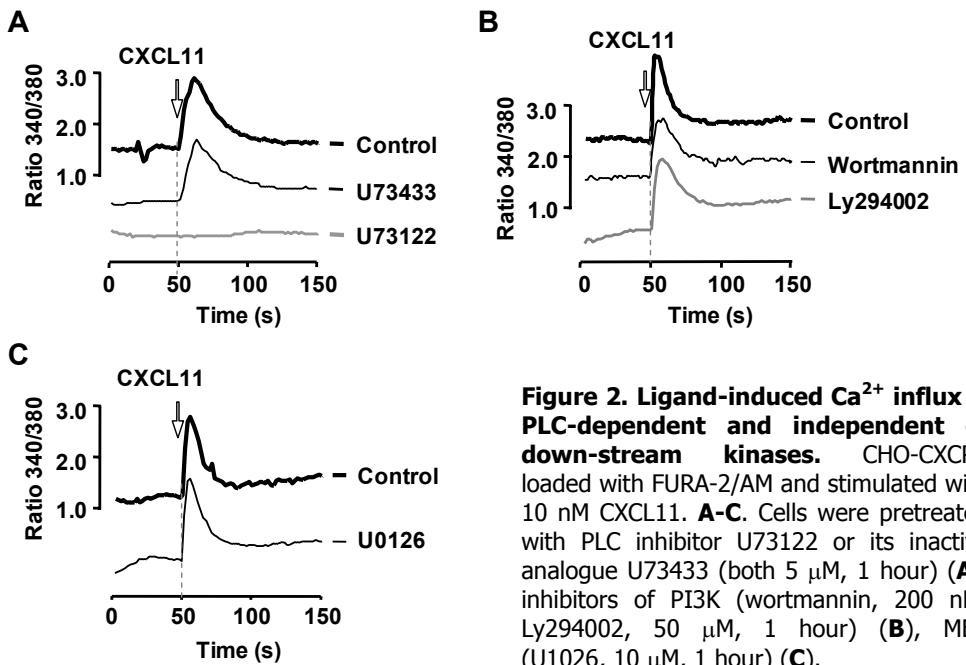 A
CXCL11
Ratio 340/380
3.0
2.0
1.0
Control
U73433
U73122
0 50 100 150
Time (s)
B
CXCL11
Ratio 340/380
3.0
2.0
1.0
Control
Wortmannin
Ly294002
0 50 100 150
Time (s)
C
CXCL11
Ratio 340/380
3.0
2.0
1.0
Control
U0126
0 50 100 150
Time (s)
Figure 2. Ligand-induced Ca²⁺ influx
PLC-dependent and independent
down-stream kinases. CHO-CXCR
loaded with FURA-2/AM and stimulated
10 nM CXCL11. A-C. Cells were
with PLC inhibitor U73122 or its
analogue U73433 (both 5 μM, 1 hour) (A
inhibitors of PI3K (wortmannin, 200
Ly294002, 50 μM, 1 hour) (B),
(U1026, 10 μM, 1 hour) (C).